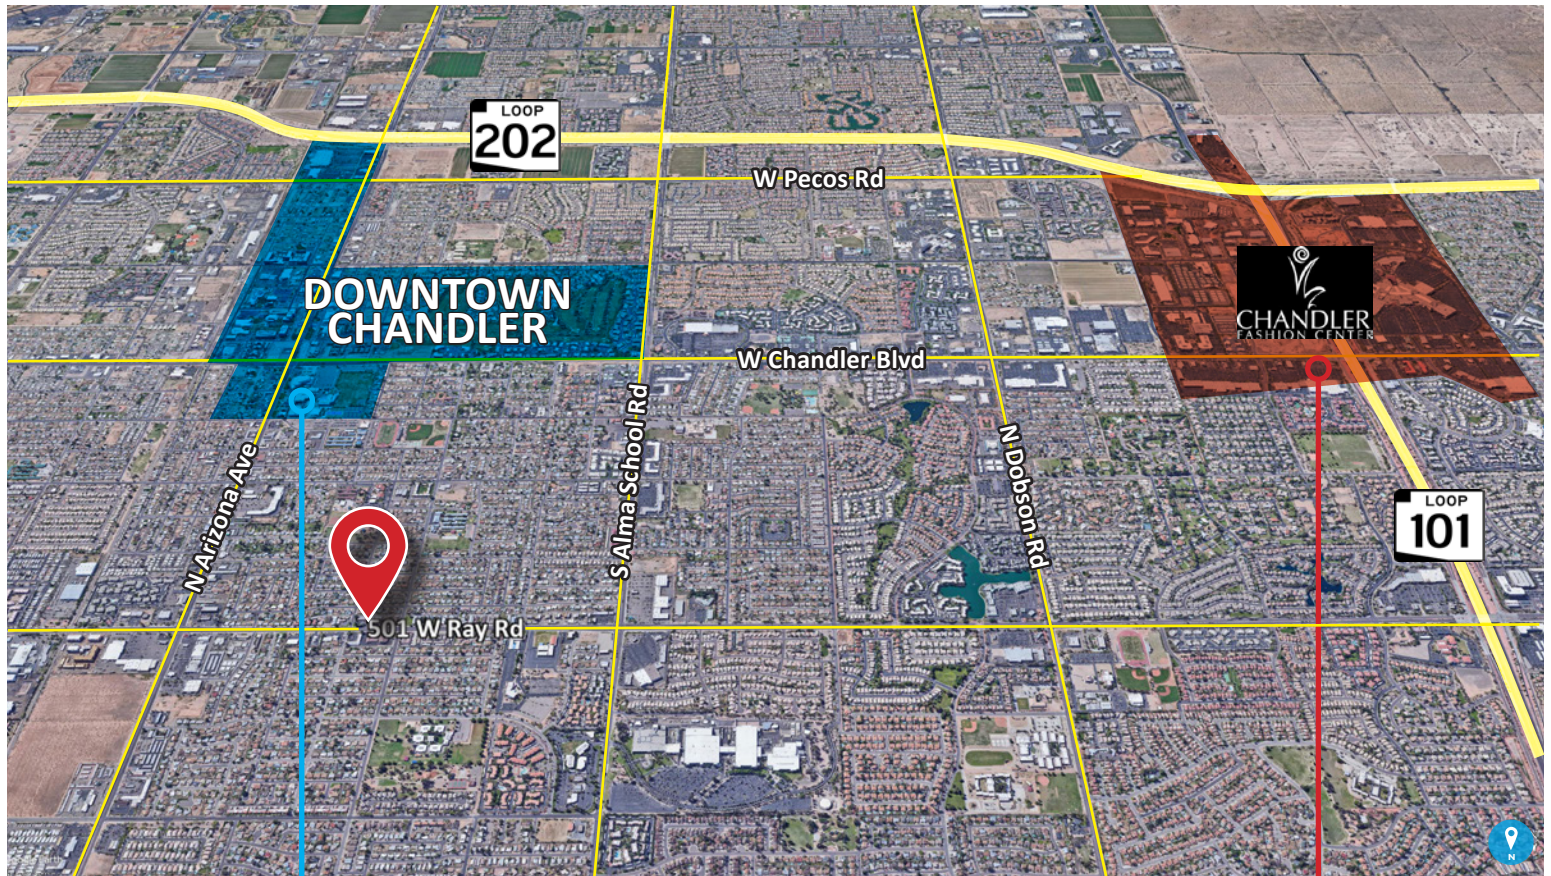 LOOP
202
W Pecos Rd
DOWNTOWN
CHANDLER
CHANDLER
FASHION CENTER
W Chandler Blvd
N Arizona Ave
S Alma School Rd
N Dobson Rd
LOOP
101
501 W Ray Rd
N